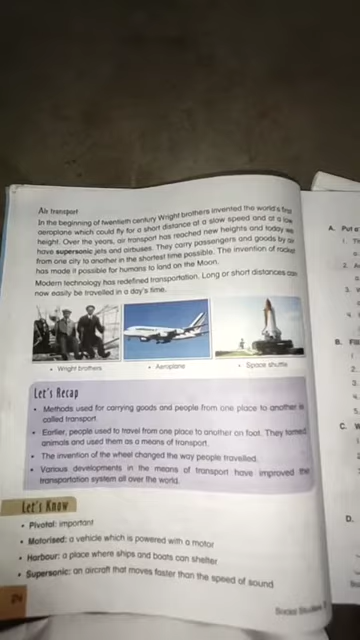 Air transport
In the beginning of twentieth century Wright brothers invented the world's first
aeroplane which could fly for a short distance at a slow speed and at a low
height. Over the years, air transport has reached new heights and today we
have supersonic jets and airbuses. They carry passengers and goods by air
from one city to another in the shortest time possible. The invention of rocket
has made it possible for humans to land on the Moon.
Modern technology has redefined transportation. Long or short distances can
now easily be travelled in a day's time.
• Wright brothers
• Aeroplane
• Space shuttle
Let's Recap
• Methods used for carrying goods and people from one place to another is
called transport.
• Earlier, people used to travel from one place to another on foot. They tamed
animals and used them as a means of transport.
• The invention of the wheel changed the way people travelled.
• Various developments in the means of transport have improved the
transportation system all over the world.
Let's Know
• Pivotal: important
• Motorised: a vehicle which is powered with a motor
• Harbour: a place where ships and boats can shelter
• Supersonic: an aircraft that moves faster than the speed of sound
Social Studies
A.
1.
2.
3.
B. Fill
1.
2.
C.
D.